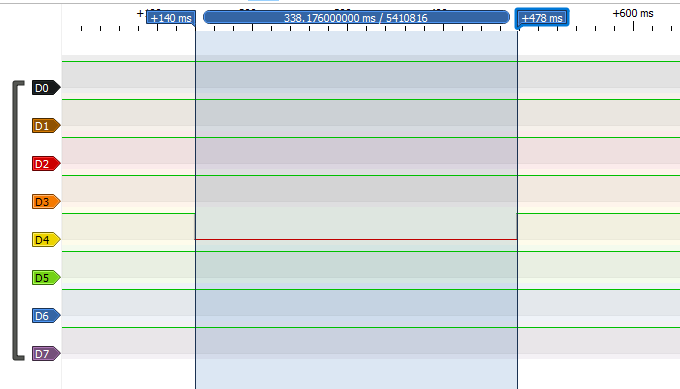 +140 ms
338.176000000 ms / 5410816
+478 ms
+600 ms
D0
D1
D2
D3
D4
D5
D6
D7